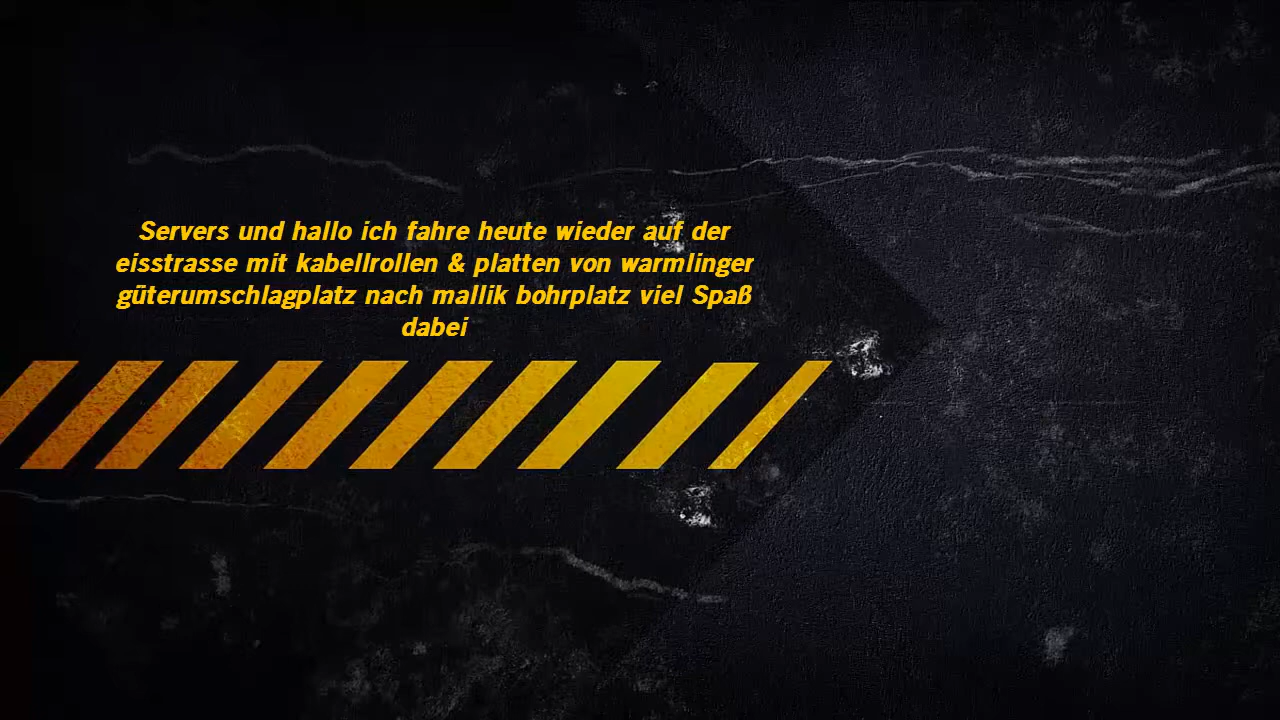 Servers und hallo ich fahre heute wieder auf der
eisstrasse mit kabellrollen & platten von warmlinger
güterumschlagplatz nach mallik bohrplatz viel Spaß
dabei